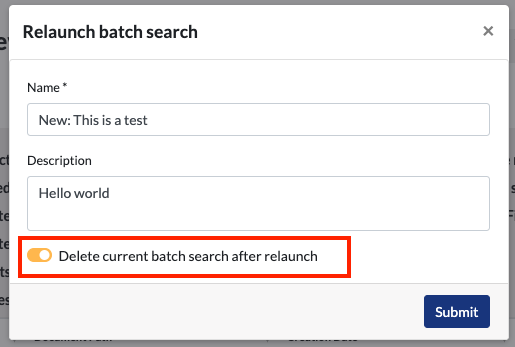 Relaunch batch search
×
Name *
New: This is a test
Description
Hello world
Delete current batch search after relaunch
Submit